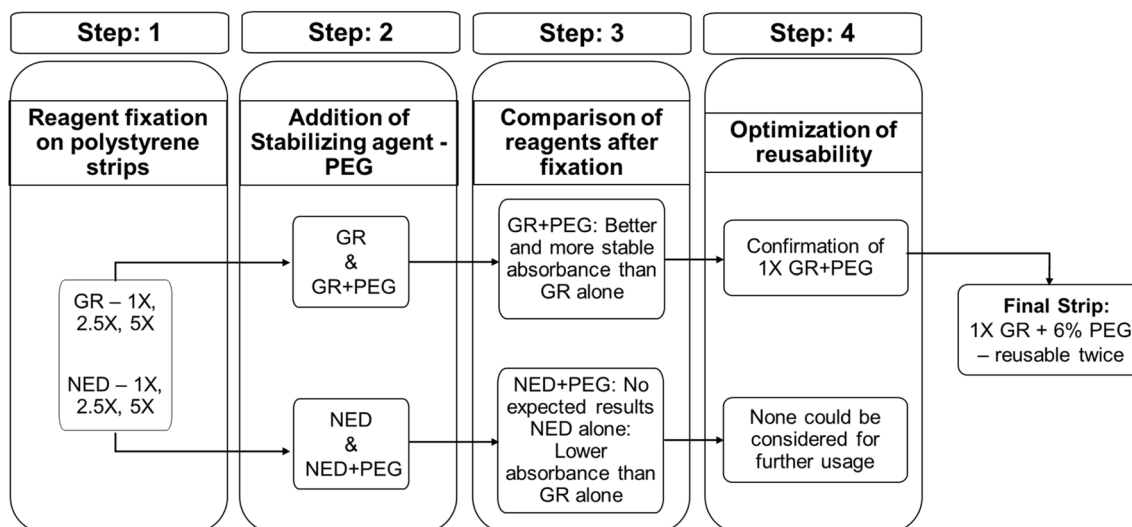 Step: 1
Step: 2
Step: 3
Step: 4
Reagent fixation
on polystyrene
strips
Addition of
Stabilizing agent -
PEG
Comparison of
reagents after
fixation
Optimization of
reusability
GR – 1X,
2.5X, 5X
NED – 1X,
2.5X, 5X
GR
&
GR+PEG
NED
&
NED+PEG
GR+PEG: Better
and more stable
absorbance than
GR alone
NED+PEG: No
expected results
NED alone:
Lower
absorbance than
GR alone
Confirmation of
1X GR+PEG
None could be
considered for
further usage
Final Strip:
1X GR + 6% PEG
– reusable twice